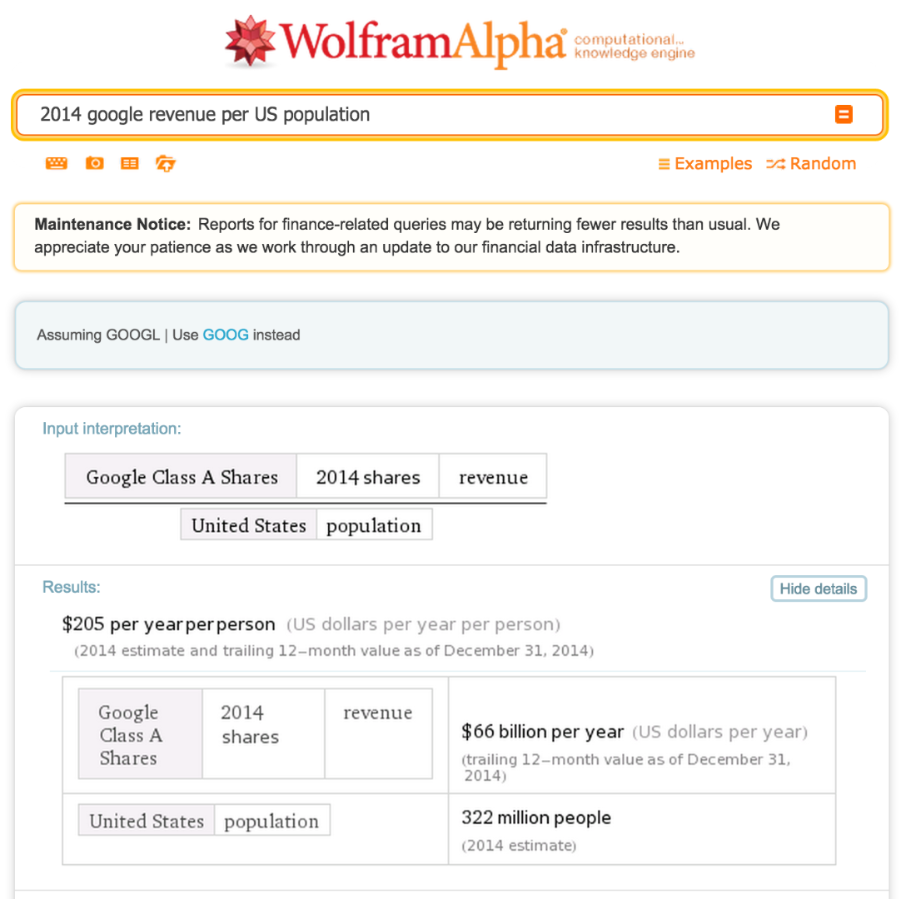 WolframAlpha computational...
knowledge engine
2014 google revenue per US population
Examples Random
Maintenance Notice: Reports for finance-related queries may be returning fewer results than usual. We
appreciate your patience as we work through an update to our financial data infrastructure.
Assuming GOOGL | Use GOOG instead
Input interpretation:
Google Class A Shares 2014 shares revenue
United States population
Results:
Hide details
$205 per year per person (US dollars per year per person)
(2014 estimate and trailing 12-month value as of December 31, 2014)
Google
Class A
Shares
2014
shares
revenue
$66 billion per year (US dollars per year)
(trailing 12-month value as of December 31,
2014)
United States population
322 million people
(2014 estimate)